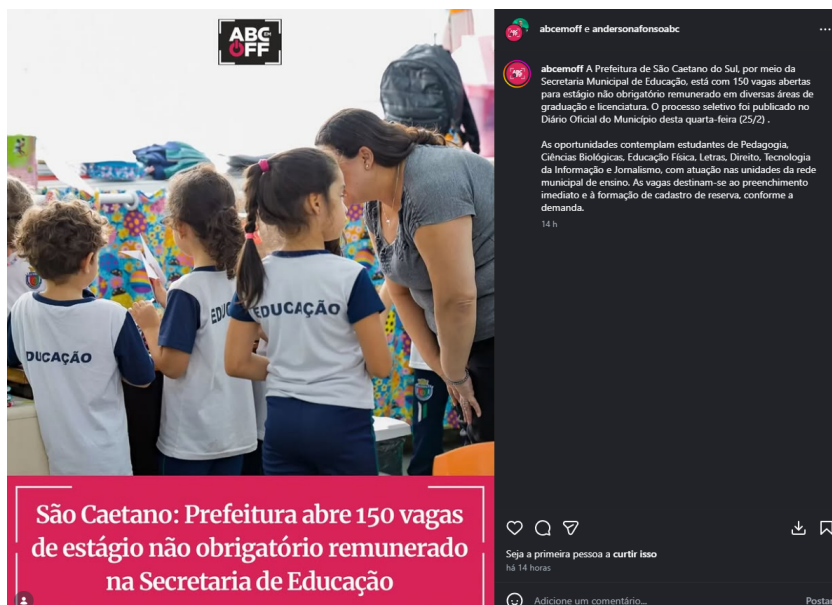 ABC EM
OFF
EDUCAÇÃO
EDUCAÇÃO
São Caetano: Prefeitura abre 150 vagas
de estágio não obrigatório remunerado
na Secretaria de Educação
abcemoff e andersonafonsoabc
abcemoff A Prefeitura de São Caetano do Sul, por meio da
Secretaria Municipal de Educação, está com 150 vagas abertas
para estágio não obrigatório remunerado em diversas áreas de
graduação e licenciatura. O processo seletivo foi publicado no
Diário Oficial do Município desta quarta-feira (25/2) .
As oportunidades contemplam estudantes de Pedagogia,
Ciências Biológicas, Educação Física, Letras, Direito, Tecnologia
da Informação e Jornalismo, com atuação nas unidades da rede
municipal de ensino. As vagas destinam-se ao preenchimento
imediato e à formação de cadastro de reserva, conforme a
demanda.
14 h
Seja a primeira pessoa a curtir isso
há 14 horas
Adicione um comentário...
Postar